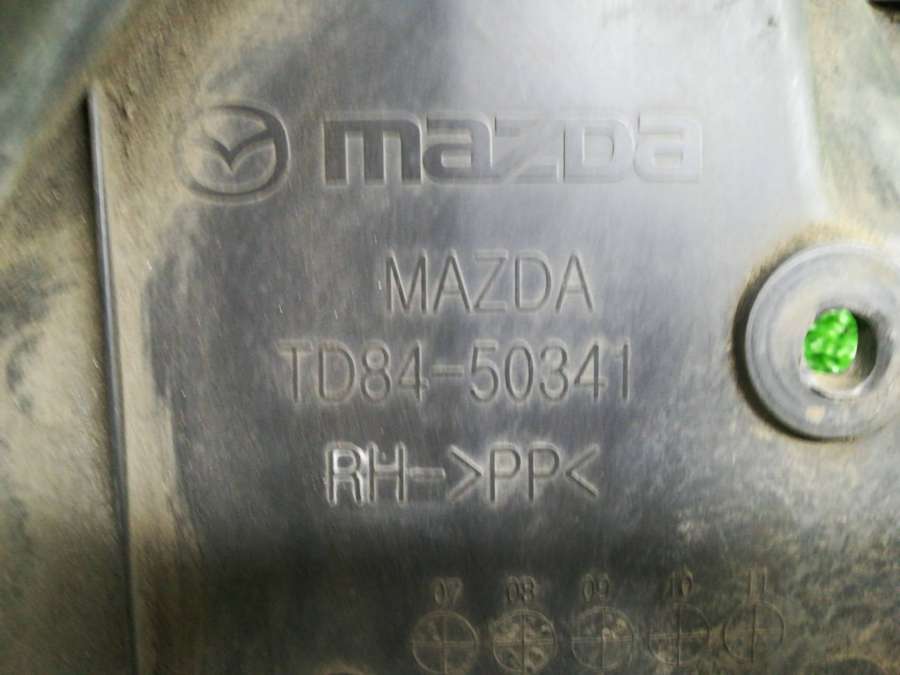 mazda
MAZDA
TD84-50341
RH->PP<
07 08 09 10 11